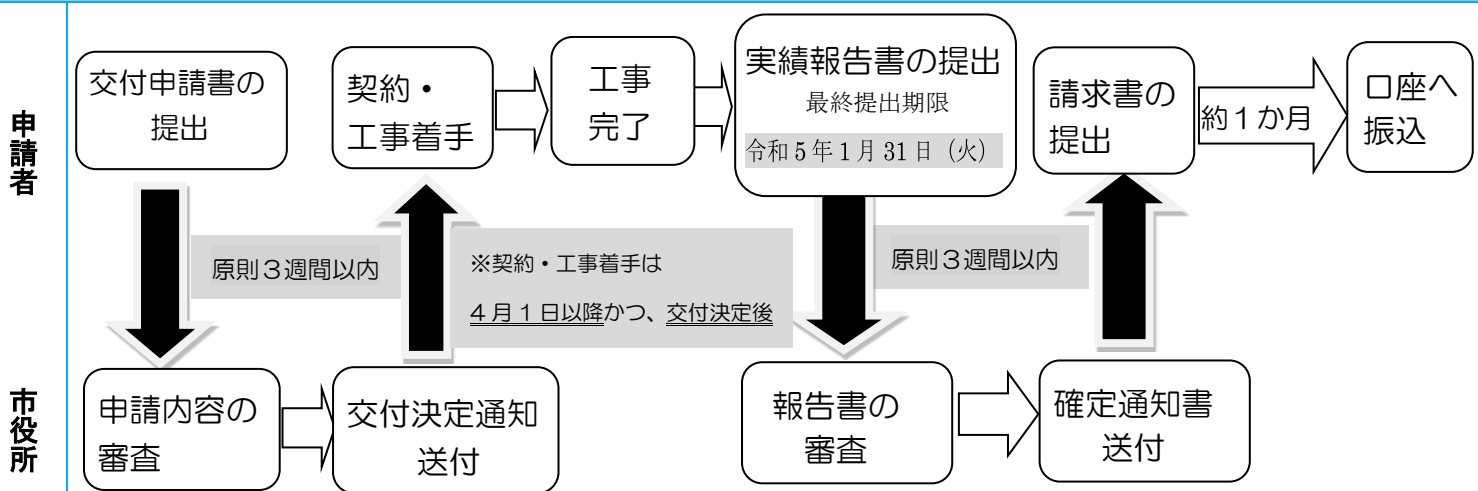 申請者
交付申請書の
提出
契約・
工事着手
工事
完了
実績報告書の提出
最終提出期限
令和5年1月31日（火）
請求書の
提出
約１か月
口座へ
振込
原則３週間以内
※契約・工事着手は
４月１日以降かつ、交付決定後
原則３週間以内
市役所
申請内容の
審査
交付決定通知
送付
報告書の
審査
確定通知書
送付